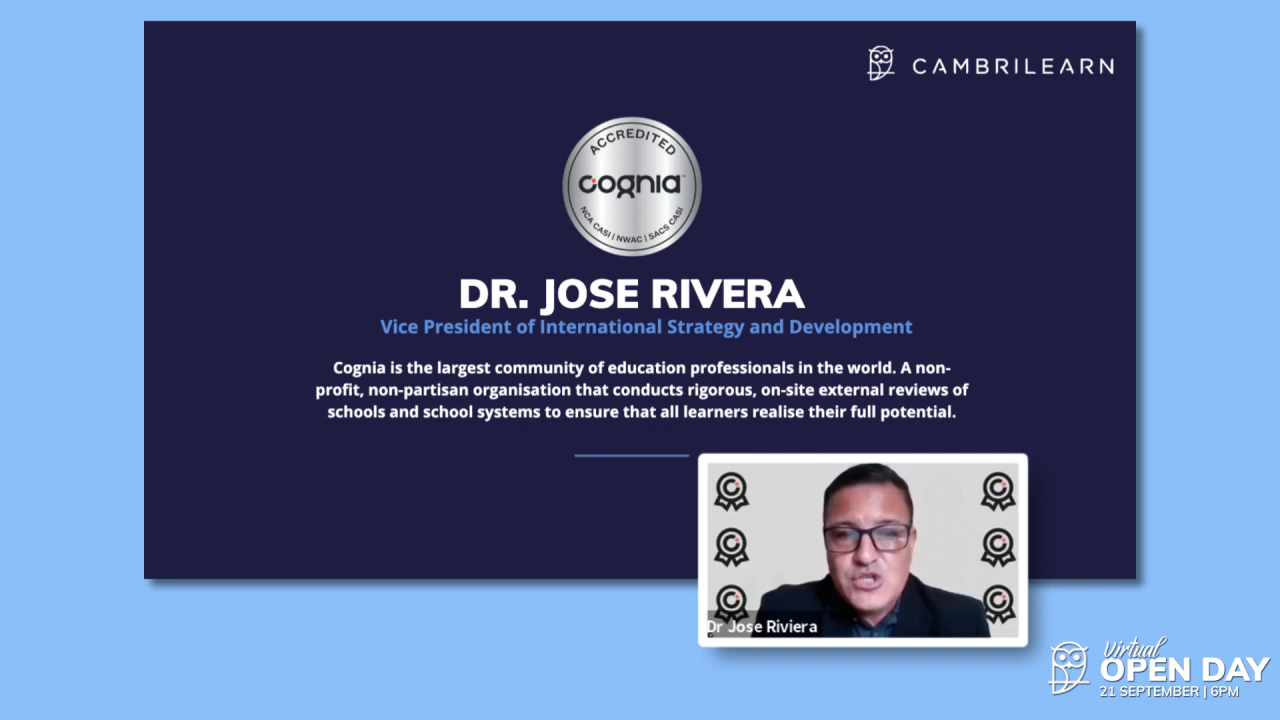 CAMBRILEARN
ACCREDITED
cognia™
NCA CASI | NWAC | SACS CASI
DR. JOSE RIVERA
Vice President of International Strategy and Development
Cognia is the largest community of education professionals in the world. A non-
profit, non-partisan organisation that conducts rigorous, on-site external reviews of
schools and school systems to ensure that all learners realise their full potential.
Dr Jose Riviera
Virtual
OPEN DAY
21 SEPTEMBER | 6PM